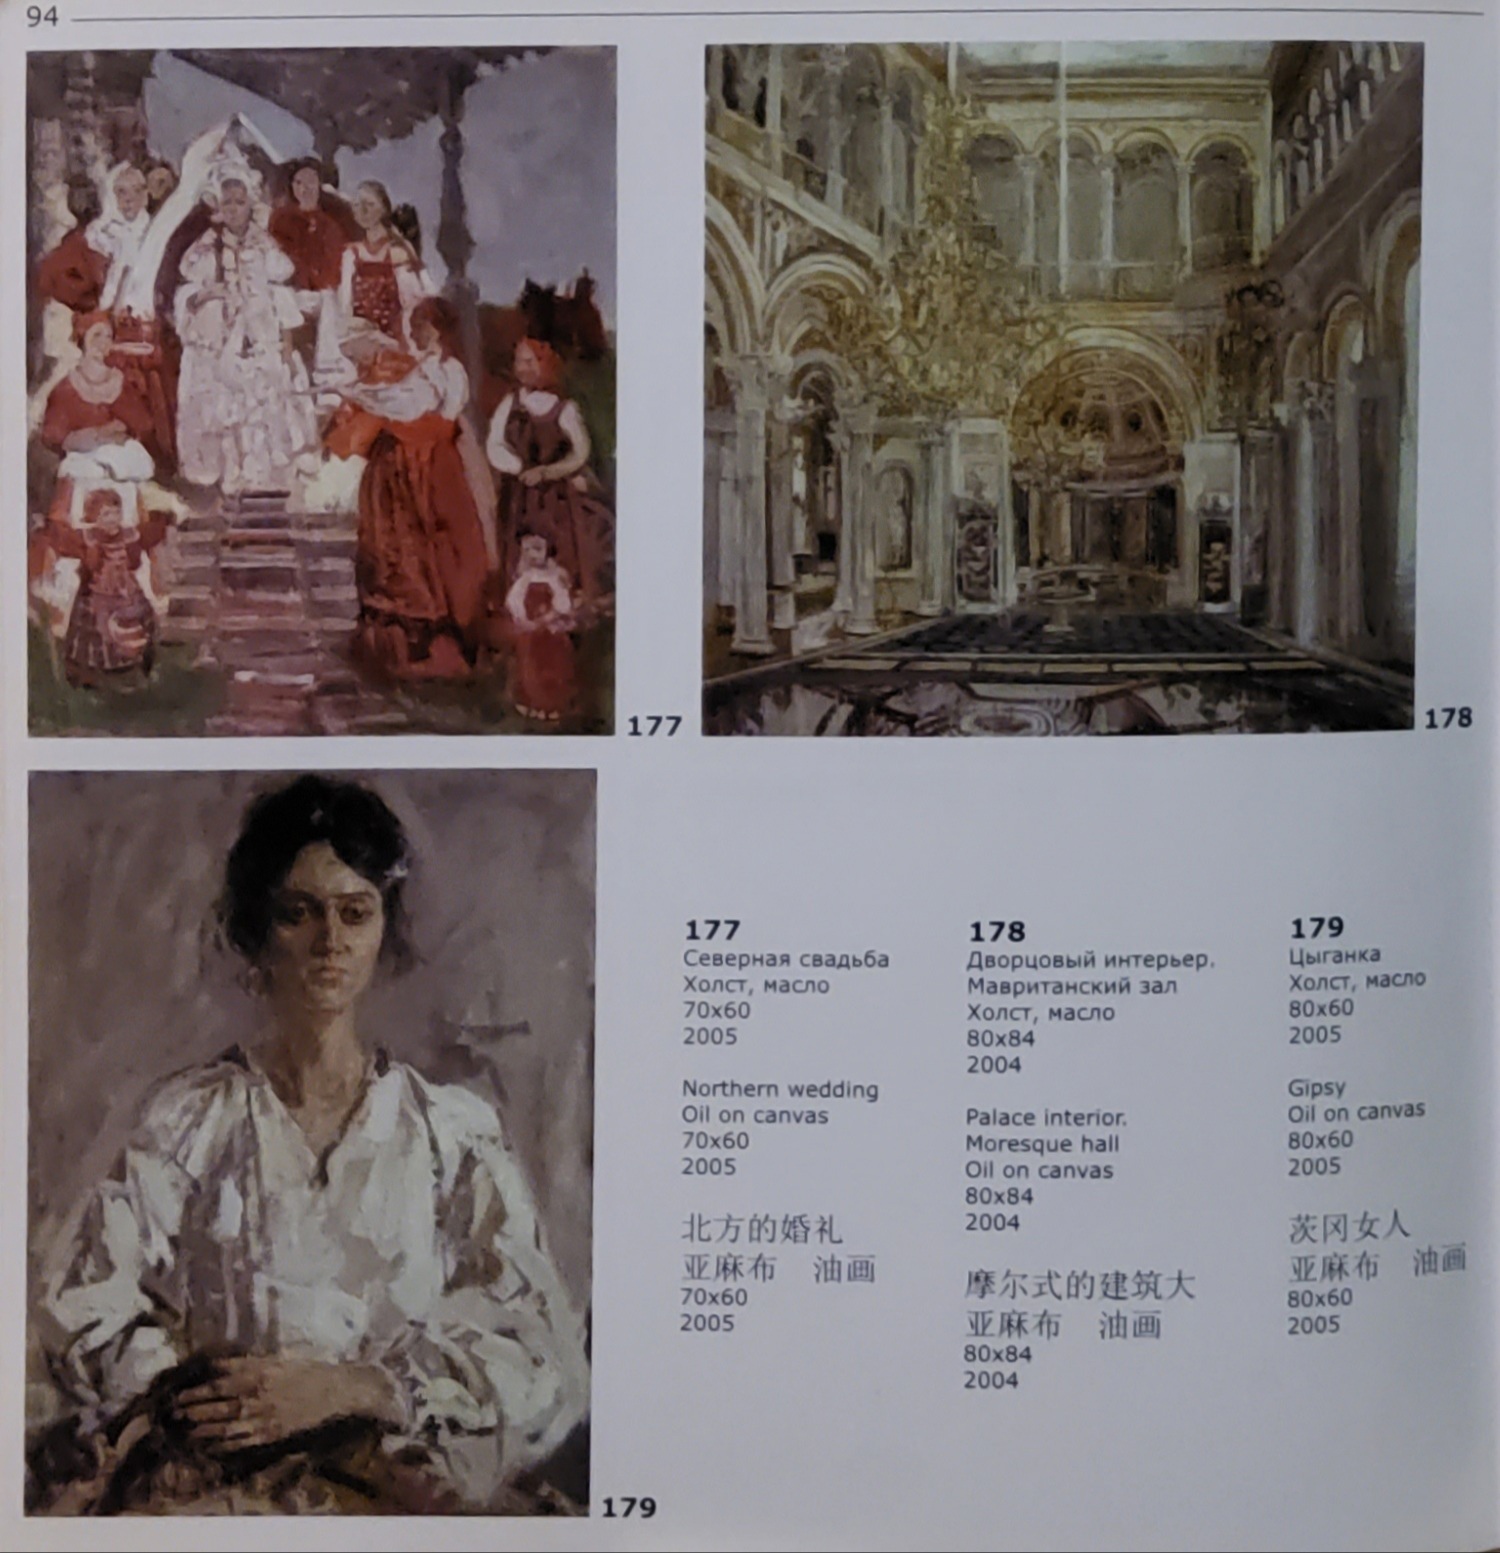 94
177
178
179
177
Северная свадьба
Холст, масло
70x60
2005
Northern wedding
Oil on canvas
70x60
2005
北方的婚礼
亚麻布 油画
70x60
2005
178
Дворцовый интерьер.
Мавританский зал
Холст, масло
80x84
2004
Palace interior.
Moresque hall
Oil on canvas
80x84
2004
摩尔式的建筑大
亚麻布 油画
80x84
2004
179
Цыганка
Холст, масло
80x60
2005
Gipsy
Oil on canvas
80x60
2005
茨冈女人
亚麻布 油画
80x60
2005